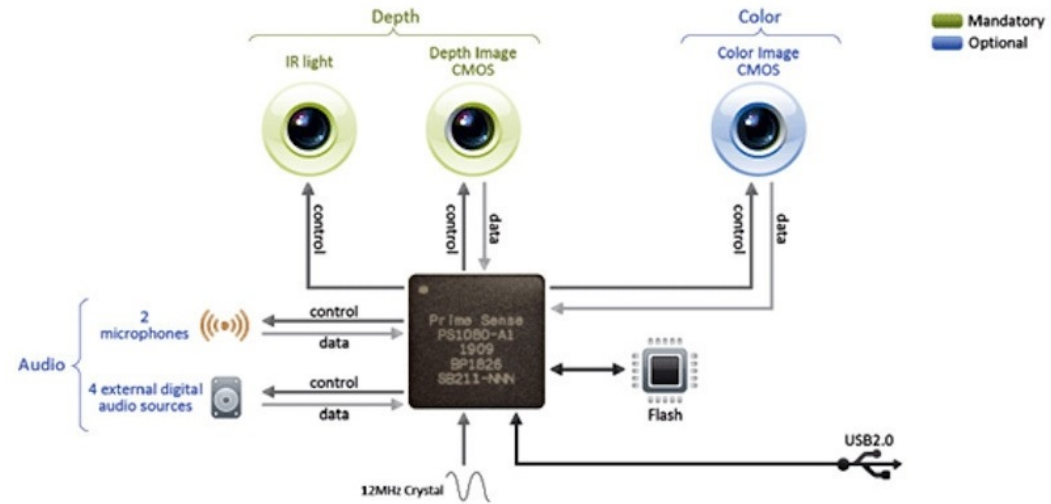 Depth
Color
Mandatory
Optional
IR light
Depth Image
CMOS
Color Image
CMOS
control
control
data
control
data
2
microphones
control
data
Audio
4 external digital
audio sources
control
data
Prime Sense
PS1080-A1
1909
BP1826
SB211-NNN
Flash
USB2.0
12MHz Crystal